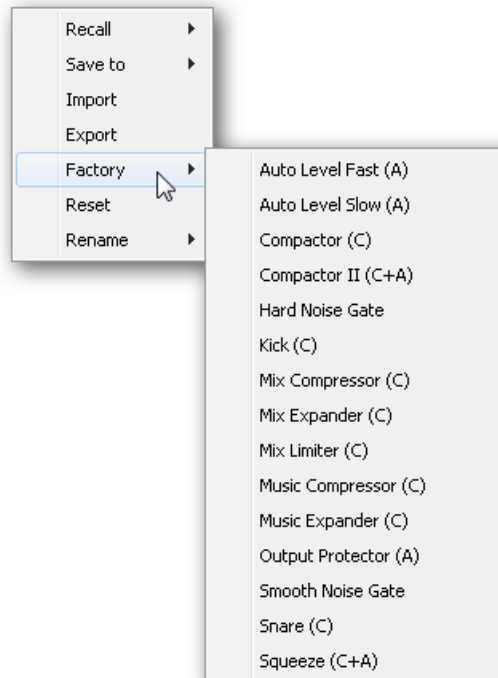 Recall
Save to
Import
Export
Factory
Reset
Rename
Auto Level Fast (A)
Auto Level Slow (A)
Compactor (C)
Compactor II (C+A)
Hard Noise Gate
Kick (C)
Mix Compressor (C)
Mix Expander (C)
Mix Limiter (C)
Music Compressor (C)
Music Expander (C)
Output Protector (A)
Smooth Noise Gate
Snare (C)
Squeeze (C+A)